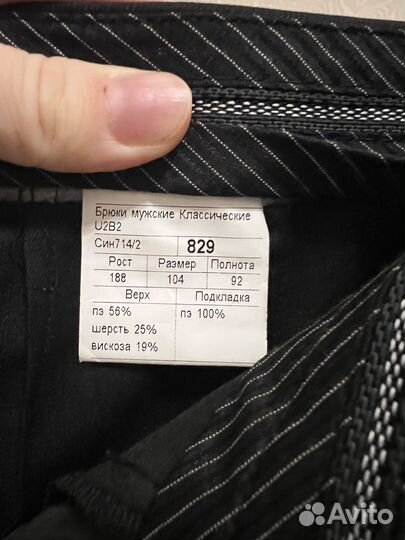 Брюки мужские Классические
U2B2
Син714/2 829
Рост Размер Полнота
188 104 92
Верх Подкладка
пэ 56% пэ 100%
шерсть 25%
вискоза 19%
Avito